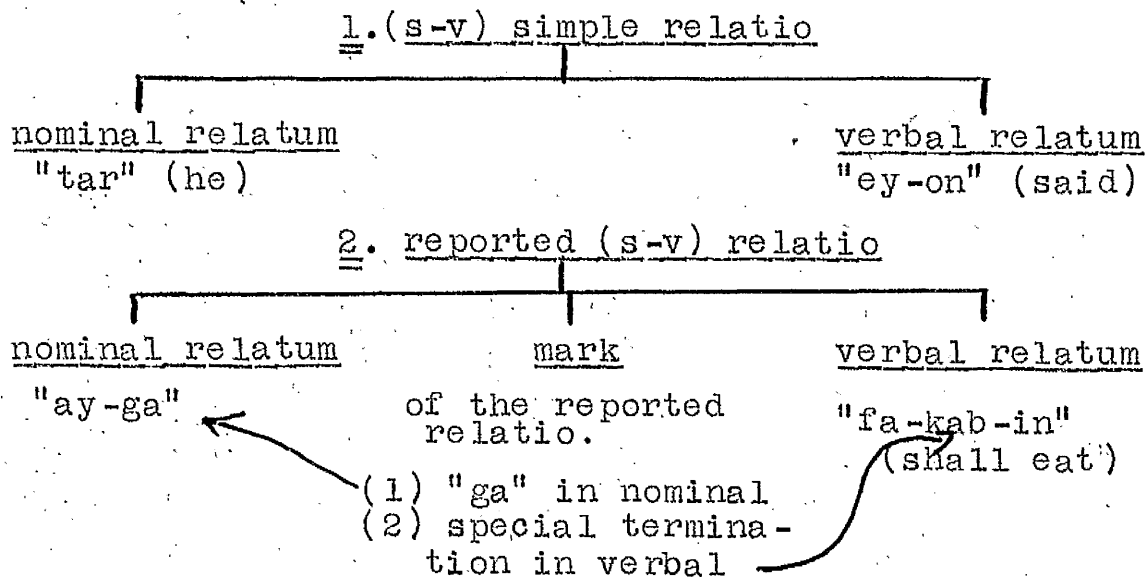 1.(s-v) simple relatio
nominal relatum verbal relatum
"tar" (he) "ey-on" (said)
2. reported (s-v) relatio
nominal relatum mark verbal relatum
"ay-ga" of the reported "fa-kab-in"
relatio. (shall eat)
(1) "ga" in nominal
(2) special termina-
tion in verbal